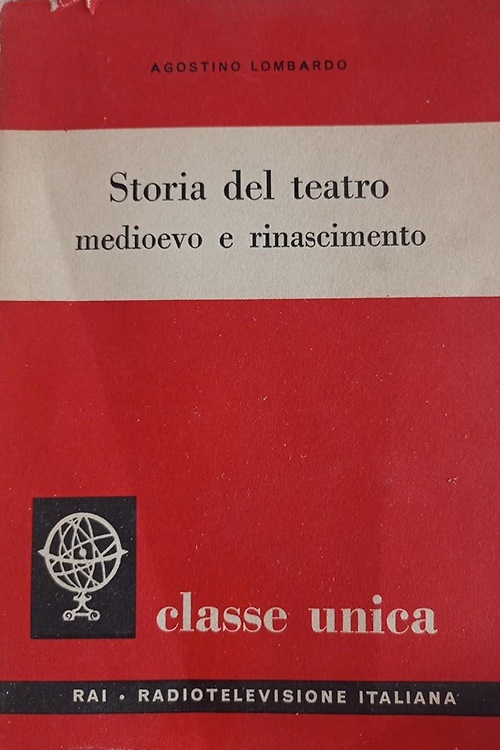 AGOSTINO LOMBARDO
Storia del teatro
medioevo e rinascimento
classe unica
RAI • RADIOTELEVISIONE ITALIANA